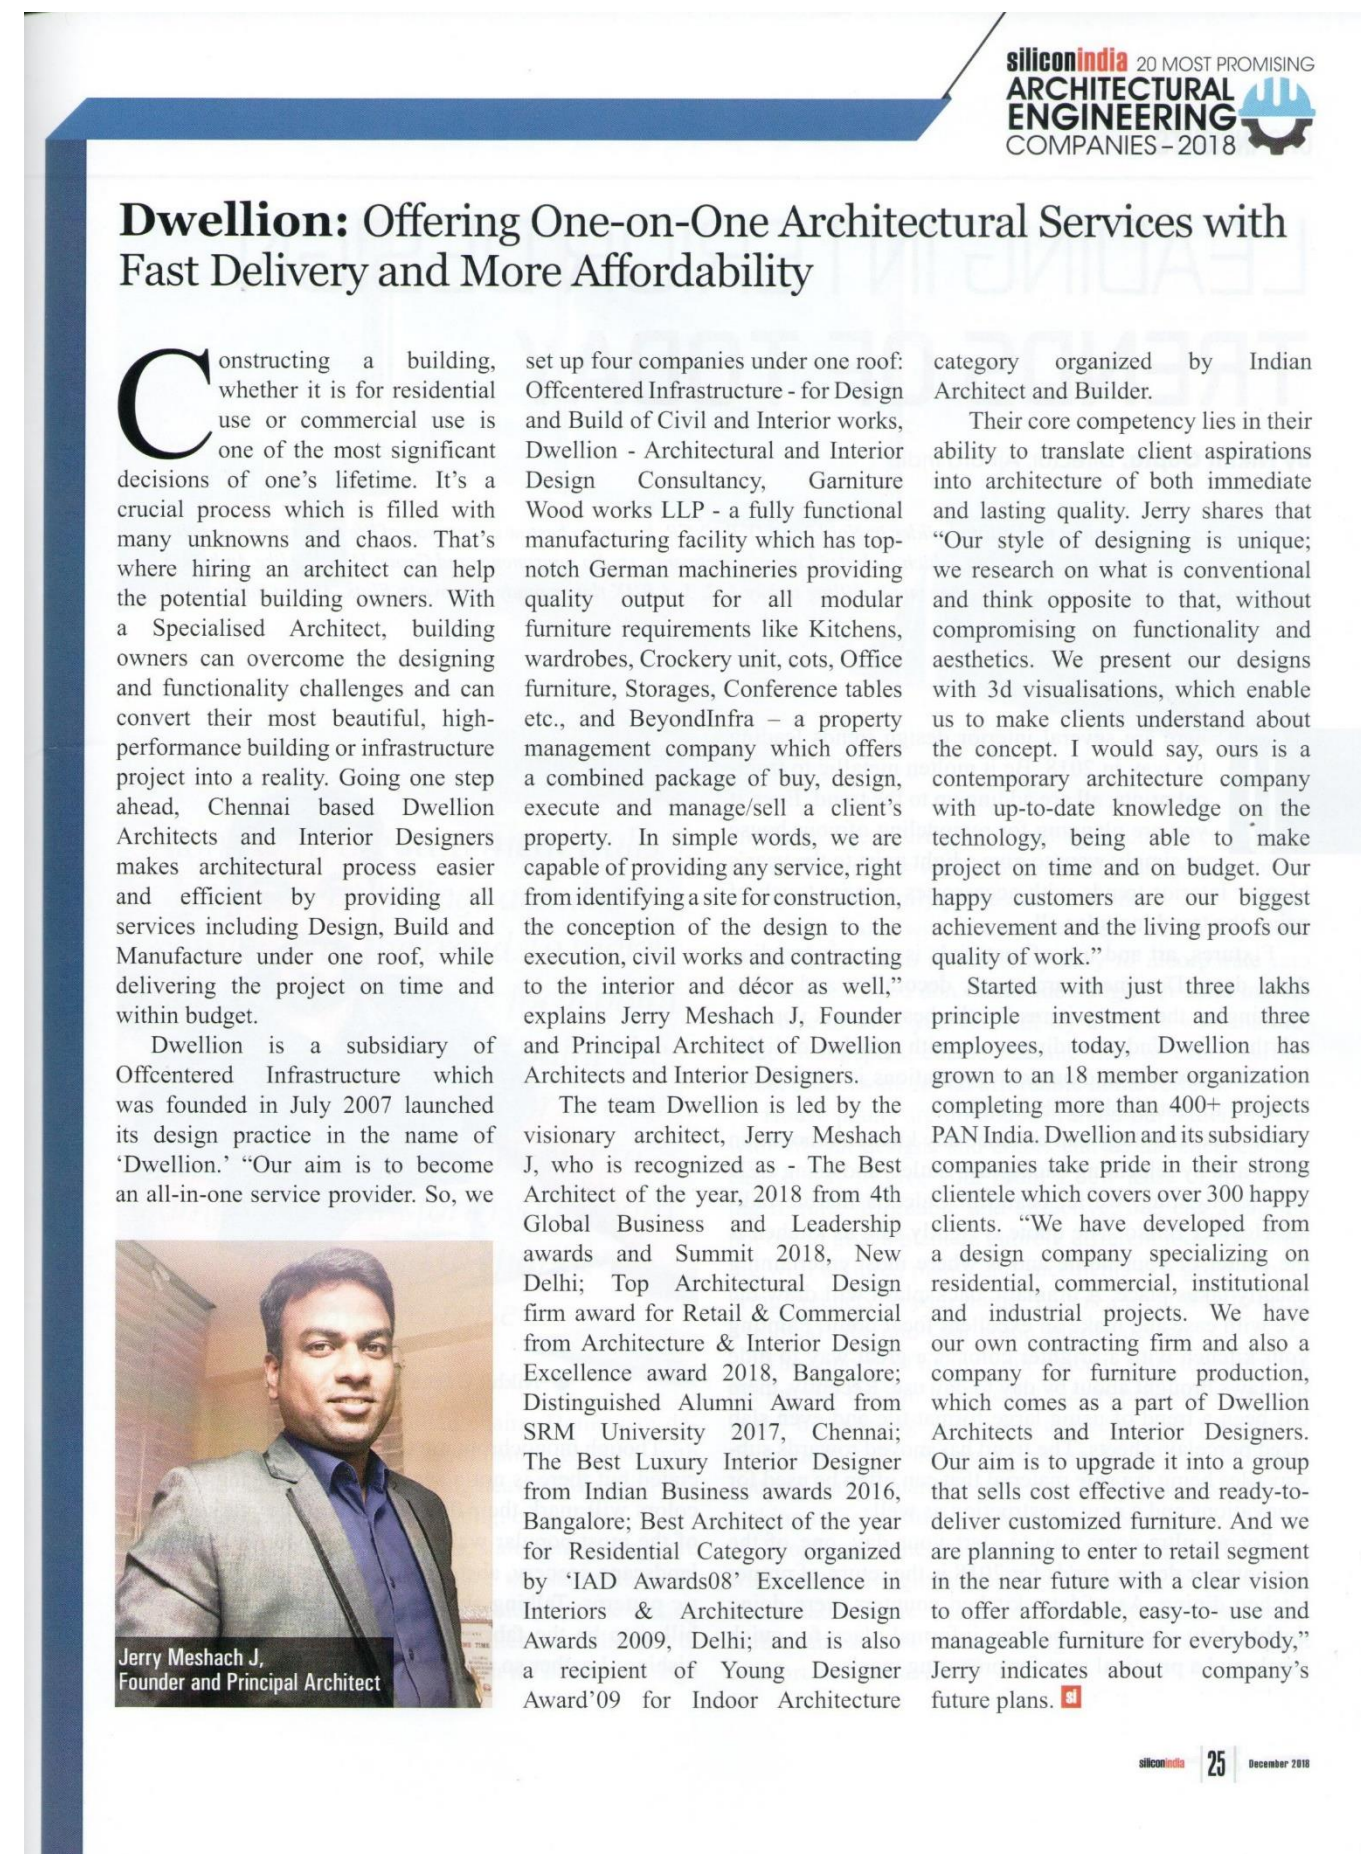 siliconindia 20 MOST PROMISING
ARCHITECTURAL
ENGINEERING
COMPANIES – 2018
Dwellion: Offering One-on-One Architectural Services with
Fast Delivery and More Affordability
Constructing a building,
whether it is for residential
use or commercial use is
one of the most significant
decisions of one's lifetime. It's a
crucial process which is filled with
many unknowns and chaos. That's
where hiring an architect can help
the potential building owners. With
a Specialised Architect, building
owners can overcome the designing
and functionality challenges and can
convert their most beautiful, high-
performance building or infrastructure
project into a reality. Going one step
ahead, Chennai based Dwellion
Architects and Interior Designers
makes architectural process easier
and efficient by providing all
services including Design, Build and
Manufacture under one roof, while
delivering the project on time and
within budget.
Dwellion is a subsidiary of
Offcentered Infrastructure which
was founded in July 2007 launched
its design practice in the name of
‘Dwellion.’ “Our aim is to become
an all-in-one service provider. So, we
Jerry Meshach J,
Founder and Principal Architect
set up four companies under one roof:
Offcentered Infrastructure - for Design
and Build of Civil and Interior works,
Dwellion - Architectural and Interior
Design Consultancy, Garniture
Wood works LLP - a fully functional
manufacturing facility which has top-
notch German machineries providing
quality output for all modular
furniture requirements like Kitchens,
wardrobes, Crockery unit, cots, Office
furniture, Storages, Conference tables
etc., and BeyondInfra – a property
management company which offers
a combined package of buy, design,
execute and manage/sell a client's
property. In simple words, we are
capable of providing any service, right
from identifying a site for construction,
the conception of the design to the
execution, civil works and contracting
to the interior and décor as well,”
explains Jerry Meshach J, Founder
and Principal Architect of Dwellion
Architects and Interior Designers.
The team Dwellion is led by the
visionary architect, Jerry Meshach
J, who is recognized as - The Best
Architect of the year, 2018 from 4th
Global Business and Leadership
awards and Summit 2018, New
Delhi; Top Architectural Design
firm award for Retail & Commercial
from Architecture & Interior Design
Excellence award 2018, Bangalore;
Distinguished Alumni Award from
SRM University 2017, Chennai;
The Best Luxury Interior Designer
from Indian Business awards 2016,
Bangalore; Best Architect of the year
for Residential Category organized
by ‘IAD Awards08’ Excellence in
Interiors & Architecture Design
Awards 2009, Delhi; and is also
a recipient of Young Designer
Award’09 for Indoor Architecture
category organized by Indian
Architect and Builder.
Their core competency lies in their
ability to translate client aspirations
into architecture of both immediate
and lasting quality. Jerry shares that
“Our style of designing is unique;
we research on what is conventional
and think opposite to that, without
compromising on functionality and
aesthetics. We present our designs
with 3d visualisations, which enable
us to make clients understand about
the concept. I would say, ours is a
contemporary architecture company
with up-to-date knowledge on the
technology, being able to make
project on time and on budget. Our
happy customers are our biggest
achievement and the living proofs our
quality of work.”
Started with just three lakhs
principle investment and three
employees, today, Dwellion has
grown to an 18 member organization
completing more than 400+ projects
PAN India. Dwellion and its subsidiary
companies take pride in their strong
clientele which covers over 300 happy
clients. “We have developed from
a design company specializing on
residential, commercial, institutional
and industrial projects. We have
our own contracting firm and also a
company for furniture production,
which comes as a part of Dwellion
Architects and Interior Designers.
Our aim is to upgrade it into a group
that sells cost effective and ready-to-
deliver customized furniture. And we
are planning to enter to retail segment
in the near future with a clear vision
to offer affordable, easy-to- use and
manageable furniture for everybody,”
Jerry indicates about company's
future plans. si
siliconindia 25 December 2018